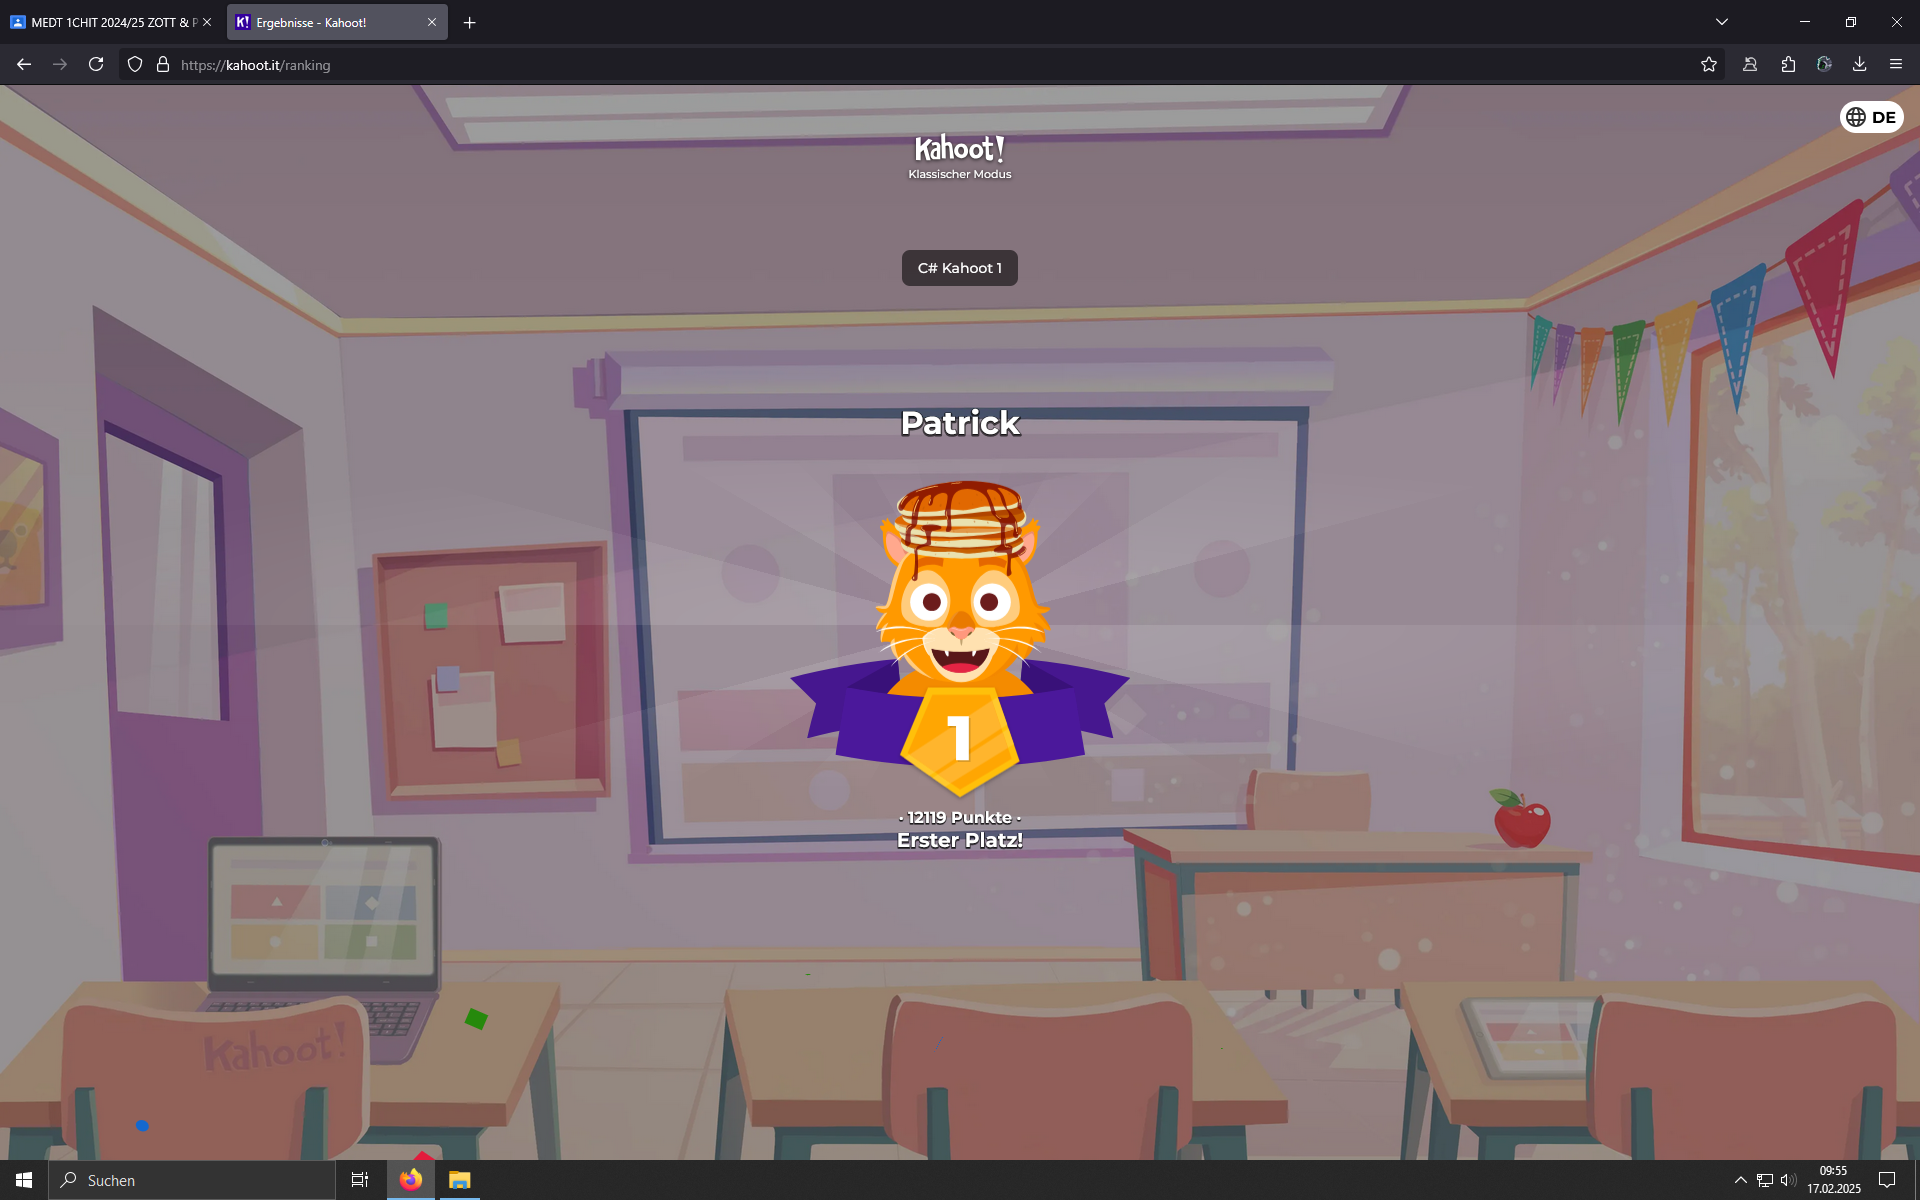 MEDT 1CHIT 2024/25 ZOTT & P
Ergebnisse - Kahoot!
https://kahoot.it/ranking
DE
Kahoot!
Klassischer Modus
C# Kahoot 1
Patrick
1
· 12119 Punkte ·
Erster Platz!
Kahoot!
Suchen
09:55
17.02.2025